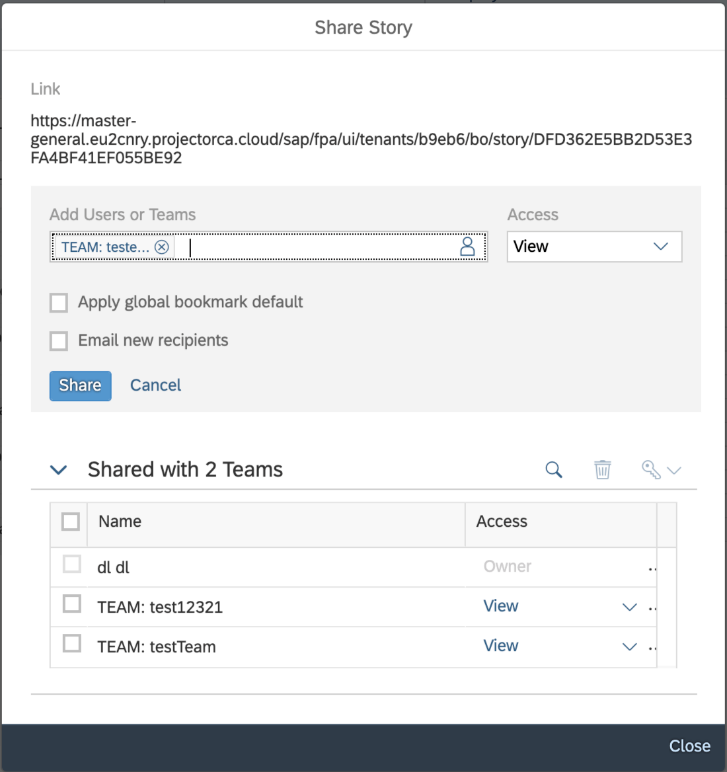 Share Story
Link
https://master-
general.eu2cnry.projectorca.cloud/sap/fpa/ui/tenants/b9eb6/bo/story/DFD362E5BB2D53E3
FA4BF41EF055BE92
Add Users or Teams
Access
TEAM: teste...
View
Apply global bookmark default
Email new recipients
Share
Cancel
Shared with 2 Teams
Name
Access
dl dl
Owner
..
TEAM: test12321
View
..
TEAM: testTeam
View
..
Close